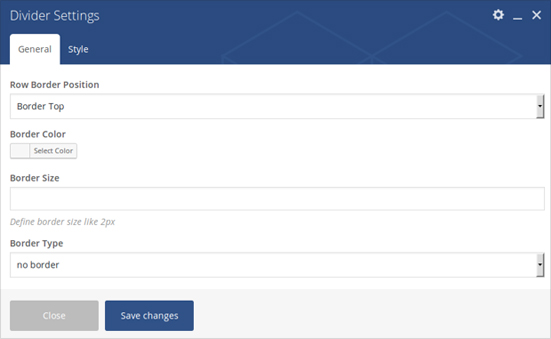 Divider Settings
General
Style
Row Border Position
Border Top
Border Color
Select Color
Border Size
Define border size like 2px
Border Type
no border
Close
Save changes